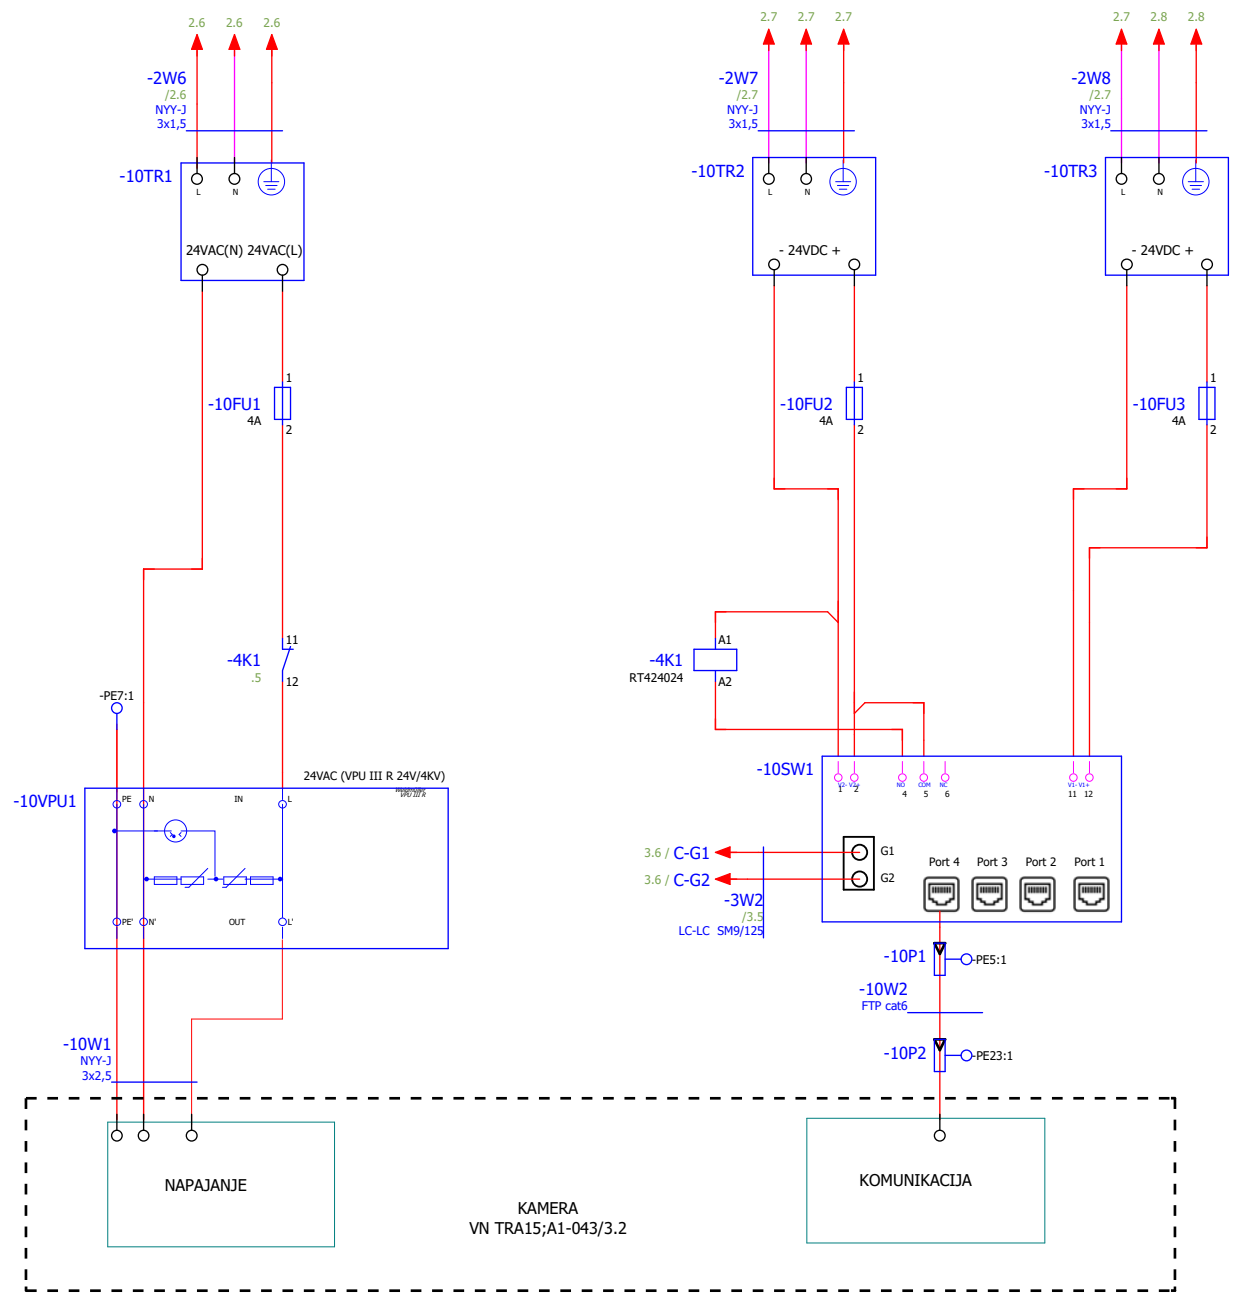 2.6 2.6 2.6
2.7 2.7 2.7
2.7 2.8 2.8
-2W6
/2.6
NYY-J
3x1,5
-2W7
/2.7
NYY-J
3x1,5
-2W8
/2.7
NYY-J
3x1,5
-10TR1
L N
24VAC(N) 24VAC(L)
-10TR2
L N
- 24VDC +
-10TR3
L N
- 24VDC +
1
-10FU1
4A
2
1
-10FU2
4A
2
1
-10FU3
4A
2
11
-4K1
.5
12
A1
-4K1
RT424024
A2
-PE7:1
24VAC (VPU III R 24V/4KV)
-10VPU1
VPU III R
PE N IN L
PE' N' OUT L'
-10SW1
V2- V2+ NO COM NC V1- V1+
1 2 4 5 6 11 12
3.6 / C-G1
G1
3.6 / C-G2
G2
Port 4 Port 3 Port 2 Port 1
-3W2
/3.5
LC-LC SM9/125
-10P1
-PE5:1
-10W2
FTP cat6
-10P2
-PE23:1
-10W1
NYY-J
3x2,5
NAPAJANJE
KOMUNIKACIJA
KAMERA
VN TRA15;A1-043/3.2